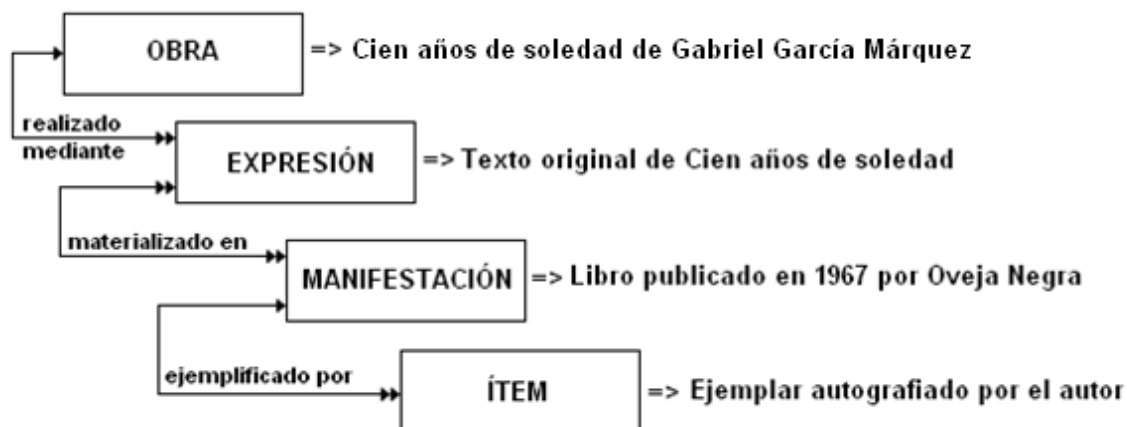 OBRA => Cien años de soledad de Gabriel García Márquez
realizado
mediante
EXPRESIÓN => Texto original de Cien años de soledad
materializado en
MANIFESTACIÓN => Libro publicado en 1967 por Oveja Negra
ejemplificado por
ÍTEM => Ejemplar autografiado por el autor